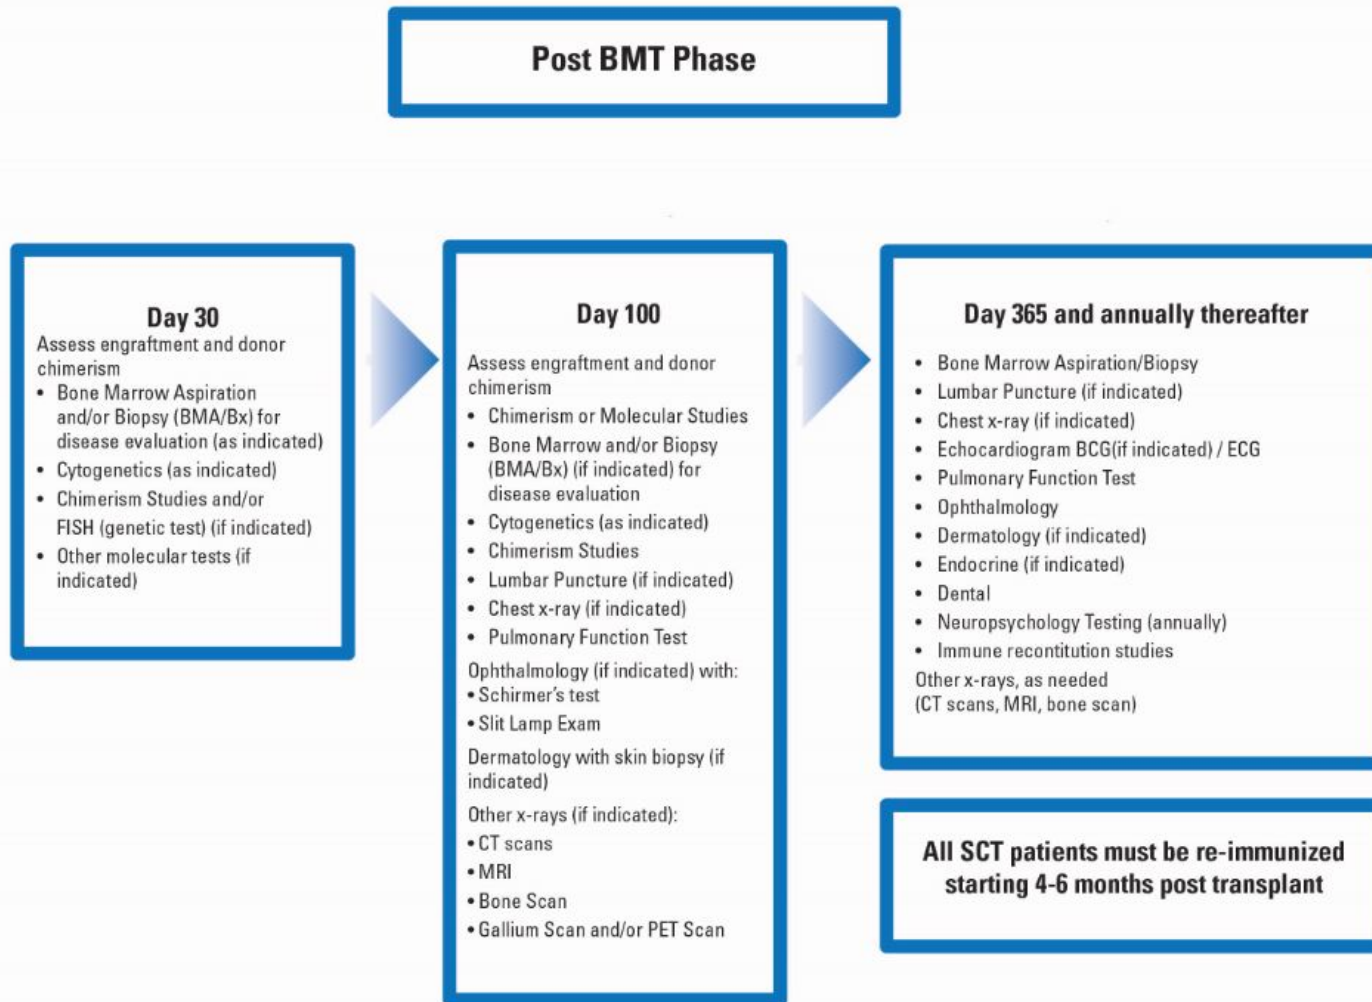 Post BMT Phase
Day 30
Assess engraftment and donor
chimerism
• Bone Marrow Aspiration
and/or Biopsy (BMA/Bx) for
disease evaluation (as indicated)
• Cytogenetics (as indicated)
• Chimerism Studies and/or
FISH (genetic test) (if indicated)
• Other molecular tests (if
indicated)
Day 100
Assess engraftment and donor
chimerism
• Chimerism or Molecular Studies
• Bone Marrow and/or Biopsy
(BMA/Bx) (if indicated) for
disease evaluation
• Cytogenetics (as indicated)
• Chimerism Studies
• Lumbar Puncture (if indicated)
• Chest x-ray (if indicated)
• Pulmonary Function Test
Ophthalmology (if indicated) with:
• Schirmer's test
• Slit Lamp Exam
Dermatology with skin biopsy (if
indicated)
Other x-rays (if indicated):
• CT scans
• MRI
• Bone Scan
• Gallium Scan and/or PET Scan
Day 365 and annually thereafter
• Bone Marrow Aspiration/Biopsy
• Lumbar Puncture (if indicated)
• Chest x-ray (if indicated)
• Echocardiogram BCG(if indicated) / ECG
• Pulmonary Function Test
• Ophthalmology
• Dermatology (if indicated)
• Endocrine (if indicated)
• Dental
• Neuropsychology Testing (annually)
• Immune recontitution studies
Other x-rays, as needed
(CT scans, MRI, bone scan)
All SCT patients must be re-immunized
starting 4-6 months post transplant